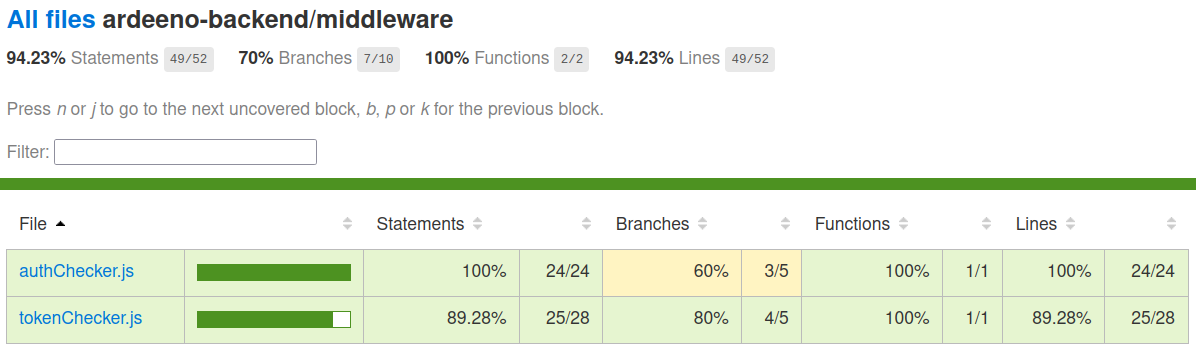 All files ardeeno-backend/middleware
94.23% Statements 49/52 70% Branches 7/10 100% Functions 2/2 94.23% Lines 49/52
Press n or j to go to the next uncovered block, b, p or k for the previous block.
Filter:
File Statements Branches Functions Lines
authChecker.js 100% 24/24 60% 3/5 100% 1/1 100% 24/24
tokenChecker.js 89.28% 25/28 80% 4/5 100% 1/1 89.28% 25/28